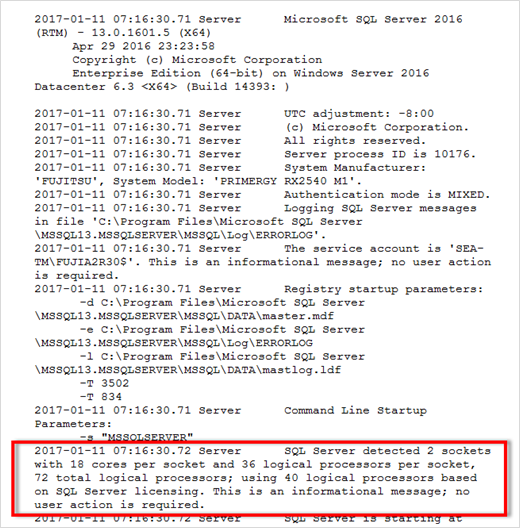 2017-01-11 07:16:30.71 Server Microsoft SQL Server 2016
(RTM) - 13.0.1601.5 (X64)
Apr 29 2016 23:23:58
Copyright (c) Microsoft Corporation
Enterprise Edition (64-bit) on Windows Server 2016
Datacenter 6.3 <X64> (Build 14393: )
2017-01-11 07:16:30.71 Server UTC adjustment: -8:00
2017-01-11 07:16:30.71 Server (c) Microsoft Corporation.
2017-01-11 07:16:30.71 Server All rights reserved.
2017-01-11 07:16:30.71 Server Server process ID is 10176.
2017-01-11 07:16:30.71 Server System Manufacturer:
'FUJITSU', System Model: 'PRIMERGY RX2540 M1'.
2017-01-11 07:16:30.71 Server Authentication mode is MIXED.
2017-01-11 07:16:30.71 Server Logging SQL Server messages
in file 'C:\Program Files\Microsoft SQL Server
\MSSQL13.MSSQLSERVER\MSSQL\Log\ERRORLOG'.
2017-01-11 07:16:30.71 Server The service account is 'SEA-
TM\FUJIA2R30$'. This is an informational message; no user action
is required.
2017-01-11 07:16:30.71 Server Registry startup parameters:
-d C:\Program Files\Microsoft SQL Server
\MSSQL13.MSSQLSERVER\MSSQL\DATA\master.mdf
-e C:\Program Files\Microsoft SQL Server
\MSSQL13.MSSQLSERVER\MSSQL\Log\ERRORLOG
-l C:\Program Files\Microsoft SQL Server
\MSSQL13.MSSQLSERVER\MSSQL\DATA\mastlog.ldf
-T 3502
-T 834
2017-01-11 07:16:30.71 Server Command Line Startup
Parameters:
-s "MSSQLSERVER"
2017-01-11 07:16:30.72 Server SQL Server detected 2 sockets
with 18 cores per socket and 36 logical processors per socket,
72 total logical processors; using 40 logical processors based
on SQL Server licensing. This is an informational message; no
user action is required.
2017-01-11 07:16:30.72 Server SQL Server is starting at